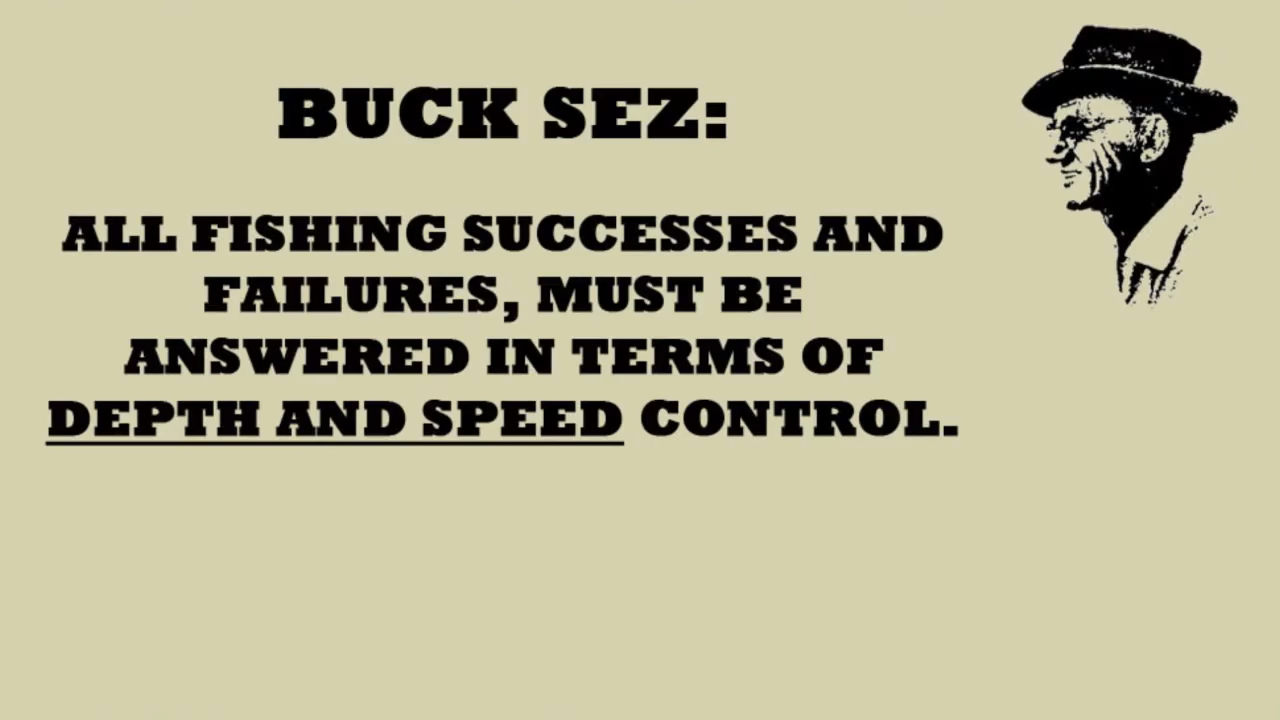 BUCK SEZ:
ALL FISHING SUCCESSES AND
FAILURES, MUST BE
ANSWERED IN TERMS OF
DEPTH AND SPEED CONTROL.